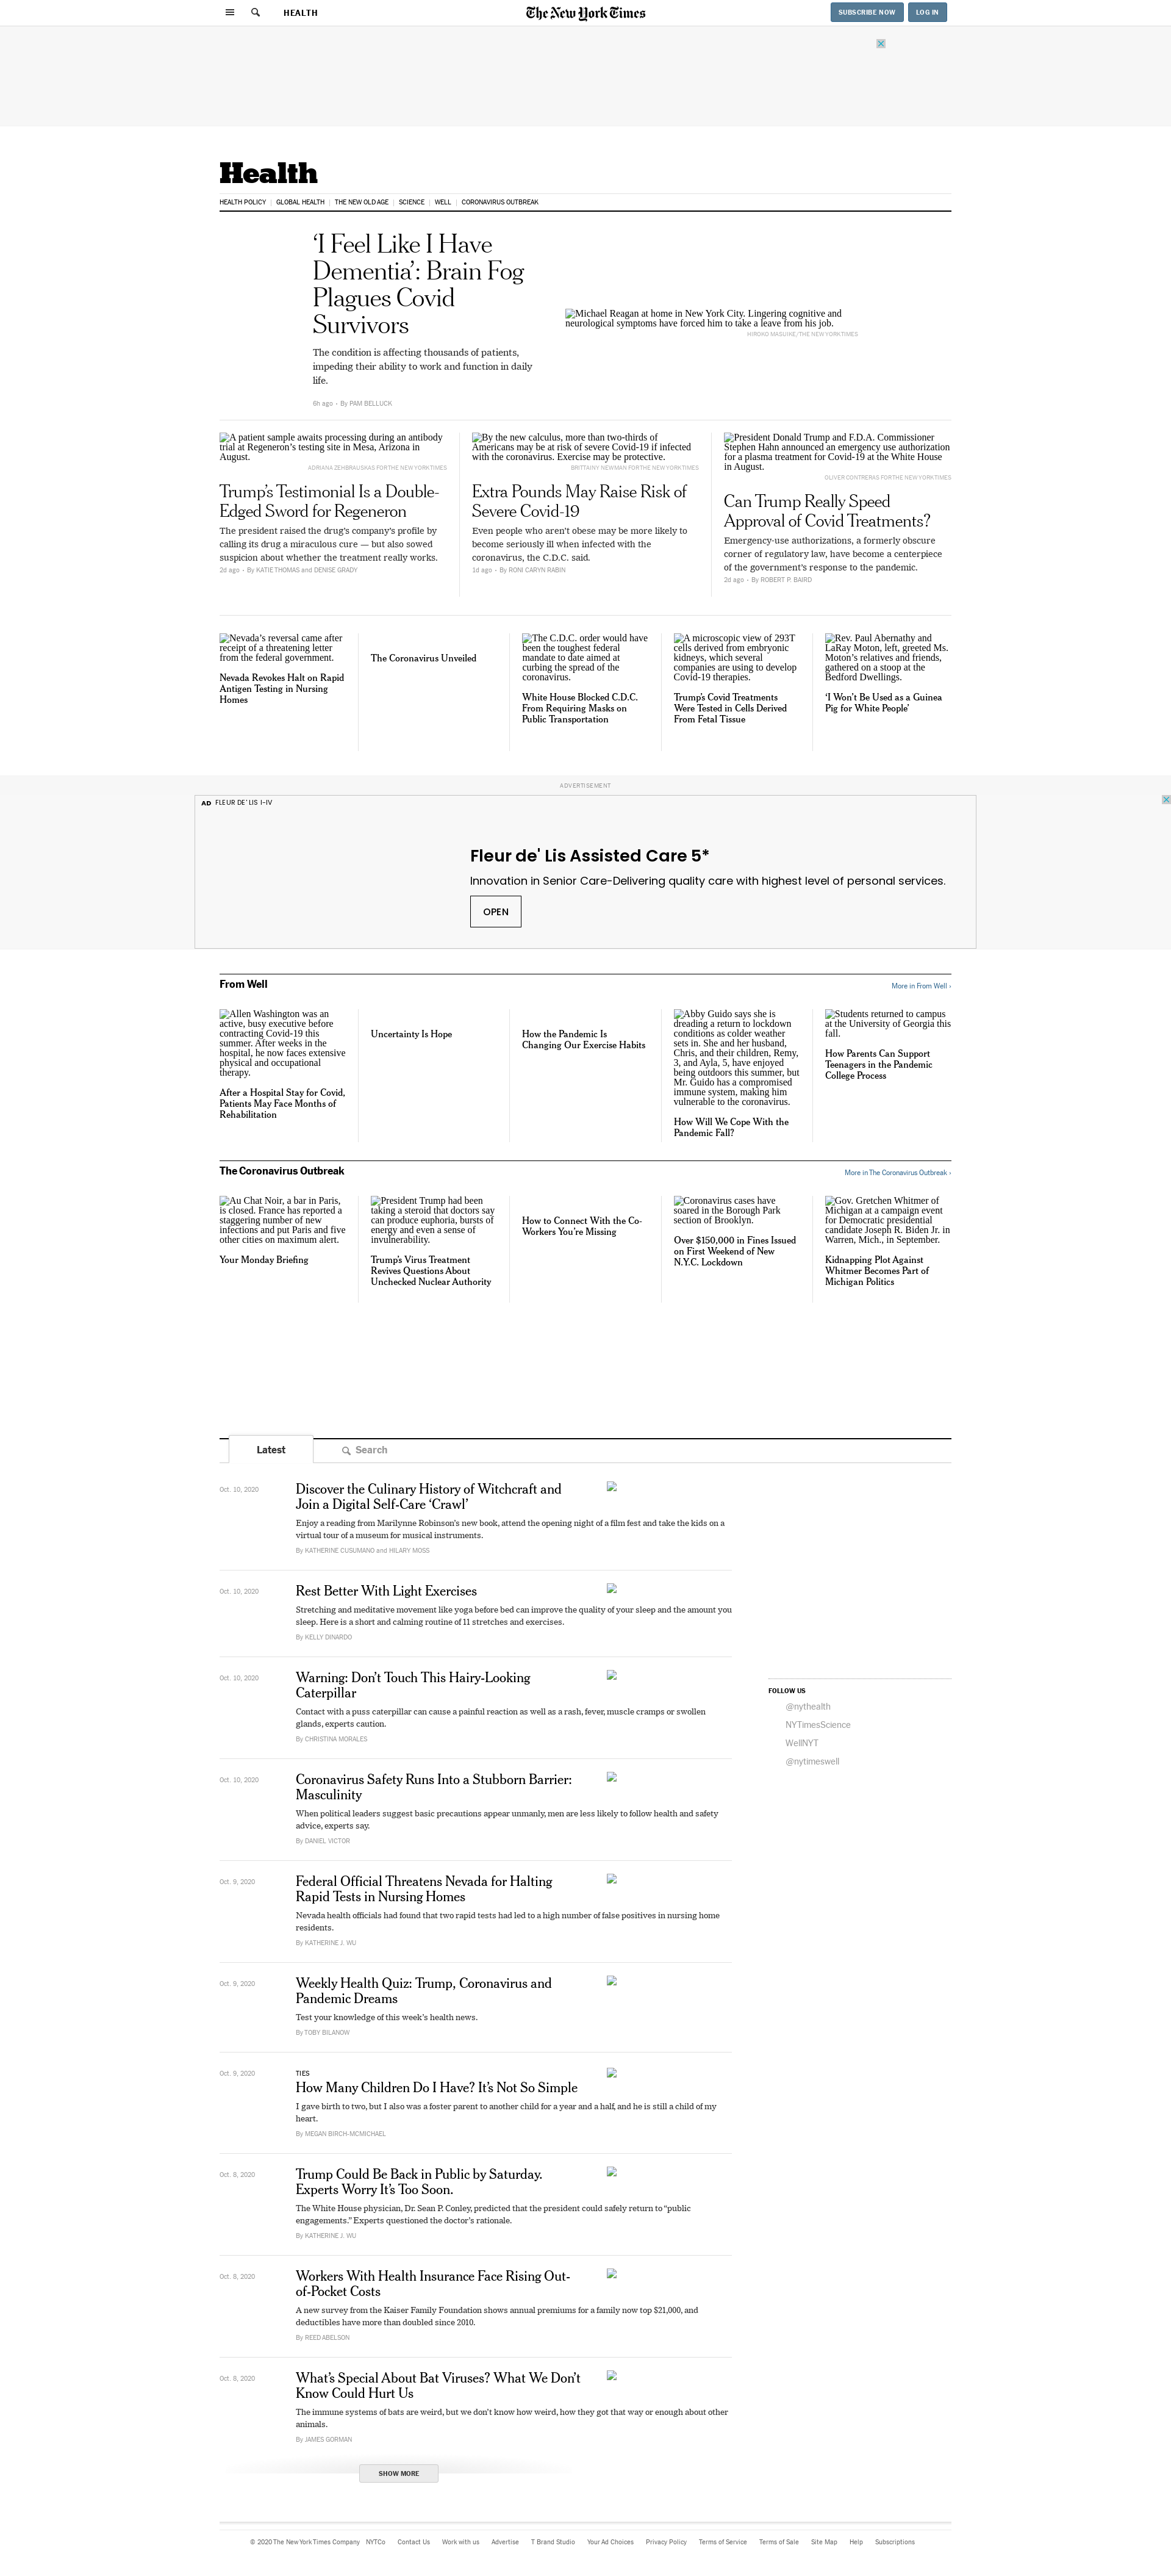 HEALTH
The New York Times
SUBSCRIBE NOW
LOG IN
Health
HEALTH POLICY
GLOBAL HEALTH
THE NEW OLD AGE
SCIENCE
WELL
CORONAVIRUS OUTBREAK
‘I Feel Like I Have
Dementia’: Brain Fog
Plagues Covid
Survivors
The condition is affecting thousands of patients,
impeding their ability to work and function in daily
life.
6h ago • By PAM BELLUCK
Michael Reagan at home in New York City. Lingering cognitive and
neurological symptoms have forced him to take a leave from his job.
HIROKO MASUIKE/THE NEW YORK TIMES
A patient sample awaits processing during an antibody
trial at Regeneron’s testing site in Mesa, Arizona in
August.
ADRIANA ZEHBRAUSKAS FOR THE NEW YORK TIMES
Trump’s Testimonial Is a Double-
Edged Sword for Regeneron
The president raised the drug’s company’s profile by
calling its drug a miraculous cure — but also sowed
suspicion about whether the treatment really works.
2d ago • By KATIE THOMAS and DENISE GRADY
By the new calculus, more than two-thirds of
Americans may be at risk of severe Covid-19 if infected
with the coronavirus. Exercise may be protective.
BRITTAINY NEWMAN FOR THE NEW YORK TIMES
Extra Pounds May Raise Risk of
Severe Covid-19
Even people who aren’t obese may be more likely to
become seriously ill when infected with the
coronavirus, the C.D.C. said.
1d ago • By RONI CARYN RABIN
President Donald Trump and F.D.A. Commissioner
Stephen Hahn announced an emergency use authorization
for a plasma treatment for Covid-19 at the White House
in August.
OLIVER CONTRERAS FOR THE NEW YORK TIMES
Can Trump Really Speed
Approval of Covid Treatments?
Emergency-use authorizations, a formerly obscure
corner of regulatory law, have become a centerpiece
of the government’s response to the pandemic.
2d ago • By ROBERT P. BAIRD
Nevada’s reversal came after
receipt of a threatening letter
from the federal government.
Nevada Revokes Halt on Rapid
Antigen Testing in Nursing
Homes
The Coronavirus Unveiled
The C.D.C. order would have
been the toughest federal
mandate to date aimed at
curbing the spread of the
coronavirus.
White House Blocked C.D.C.
From Requiring Masks on
Public Transportation
A microscopic view of 293T
cells derived from embryonic
kidneys, which several
companies are using to develop
Covid-19 therapies.
Trump’s Covid Treatments
Were Tested in Cells Derived
From Fetal Tissue
Rev. Paul Abernathy and
LaRay Moton, left, greeted Ms.
Moton’s relatives and friends,
gathered on a stoop at the
Bedford Dwellings.
‘I Won’t Be Used as a Guinea
Pig for White People’
ADVERTISEMENT
AD FLEUR DE' LIS I-IV
Fleur de' Lis Assisted Care 5*
Innovation in Senior Care-Delivering quality care with highest level of personal services.
OPEN
From Well
More in From Well ›
Allen Washington was an
active, busy executive before
contracting Covid-19 this
summer. After weeks in the
hospital, he now faces extensive
physical and occupational
therapy.
After a Hospital Stay for Covid,
Patients May Face Months of
Rehabilitation
Uncertainty Is Hope
How the Pandemic Is
Changing Our Exercise Habits
Abby Guido says she is
dreading a return to lockdown
conditions as colder weather
sets in. She and her husband,
Chris, and their children, Remy,
3, and Ayla, 5, have enjoyed
being outdoors this summer, but
Mr. Guido has a compromised
immune system, making him
vulnerable to the coronavirus.
How Will We Cope With the
Pandemic Fall?
Students returned to campus
at the University of Georgia this
fall.
How Parents Can Support
Teenagers in the Pandemic
College Process
The Coronavirus Outbreak
More in The Coronavirus Outbreak ›
Au Chat Noir, a bar in Paris,
is closed. France has reported a
staggering number of new
infections and put Paris and five
other cities on maximum alert.
Your Monday Briefing
President Trump had been
taking a steroid that doctors say
can produce euphoria, bursts of
energy and even a sense of
invulnerability.
Trump’s Virus Treatment
Revives Questions About
Unchecked Nuclear Authority
How to Connect With the Co-
Workers You’re Missing
Coronavirus cases have
soared in the Borough Park
section of Brooklyn.
Over $150,000 in Fines Issued
on First Weekend of New
N.Y.C. Lockdown
Gov. Gretchen Whitmer of
Michigan at a campaign event
for Democratic presidential
candidate Joseph R. Biden Jr. in
Warren, Mich., in September.
Kidnapping Plot Against
Whitmer Becomes Part of
Michigan Politics
Latest
Search
Oct. 10, 2020
Discover the Culinary History of Witchcraft and
Join a Digital Self-Care ‘Crawl’
Enjoy a reading from Marilynne Robinson’s new book, attend the opening night of a film fest and take the kids on a
virtual tour of a museum for musical instruments.
By KATHERINE CUSUMANO and HILARY MOSS
Oct. 10, 2020
Rest Better With Light Exercises
Stretching and meditative movement like yoga before bed can improve the quality of your sleep and the amount you
sleep. Here is a short and calming routine of 11 stretches and exercises.
By KELLY DINARDO
Oct. 10, 2020
Warning: Don’t Touch This Hairy-Looking
Caterpillar
Contact with a puss caterpillar can cause a painful reaction as well as a rash, fever, muscle cramps or swollen
glands, experts caution.
By CHRISTINA MORALES
Oct. 10, 2020
Coronavirus Safety Runs Into a Stubborn Barrier:
Masculinity
When political leaders suggest basic precautions appear unmanly, men are less likely to follow health and safety
advice, experts say.
By DANIEL VICTOR
Oct. 9, 2020
Federal Official Threatens Nevada for Halting
Rapid Tests in Nursing Homes
Nevada health officials had found that two rapid tests had led to a high number of false positives in nursing home
residents.
By KATHERINE J. WU
Oct. 9, 2020
Weekly Health Quiz: Trump, Coronavirus and
Pandemic Dreams
Test your knowledge of this week’s health news.
By TOBY BILANOW
Oct. 9, 2020
TIES
How Many Children Do I Have? It’s Not So Simple
I gave birth to two, but I also was a foster parent to another child for a year and a half, and he is still a child of my
heart.
By MEGAN BIRCH-MCMICHAEL
Oct. 8, 2020
Trump Could Be Back in Public by Saturday.
Experts Worry It’s Too Soon.
The White House physician, Dr. Sean P. Conley, predicted that the president could safely return to “public
engagements.” Experts questioned the doctor’s rationale.
By KATHERINE J. WU
Oct. 8, 2020
Workers With Health Insurance Face Rising Out-
of-Pocket Costs
A new survey from the Kaiser Family Foundation shows annual premiums for a family now top $21,000, and
deductibles have more than doubled since 2010.
By REED ABELSON
Oct. 8, 2020
What’s Special About Bat Viruses? What We Don’t
Know Could Hurt Us
The immune systems of bats are weird, but we don’t know how weird, how they got that way or enough about other
animals.
By JAMES GORMAN
SHOW MORE
FOLLOW US
@nythealth
NYTimesScience
WellNYT
@nytimeswell
© 2020 The New York Times Company
NYTCo
Contact Us
Work with us
Advertise
T Brand Studio
Your Ad Choices
Privacy Policy
Terms of Service
Terms of Sale
Site Map
Help
Subscriptions